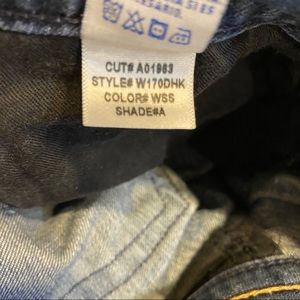 CUT# A01963
STYLE# W170DHK
COLOR# WSS
SHADE#A